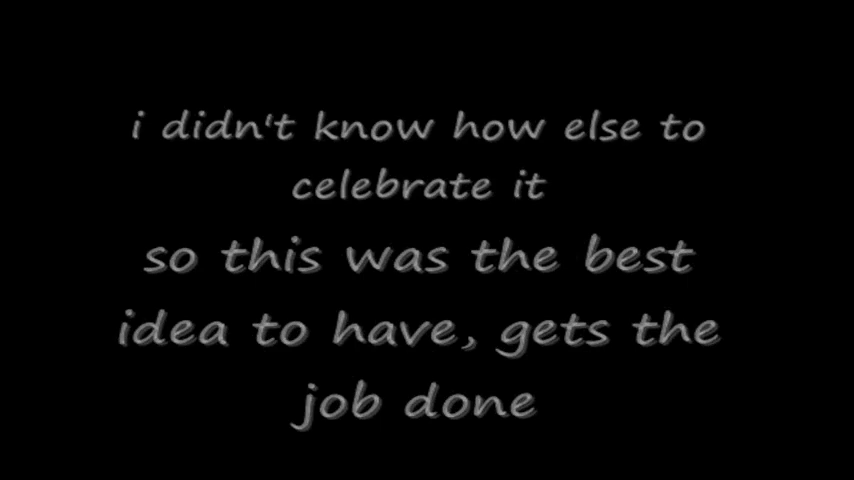 i didn't know how else to
celebrate it
so this was the best
idea to have, gets the
job done